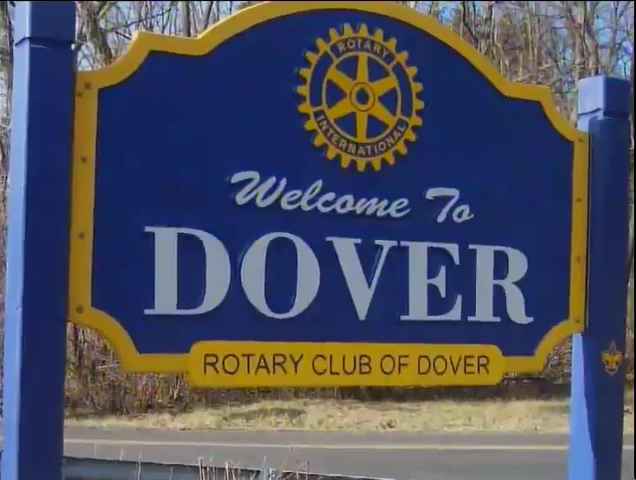 ROTARY
INTERNATIONAL
Welcome To
DOVER
ROTARY CLUB OF DOVER